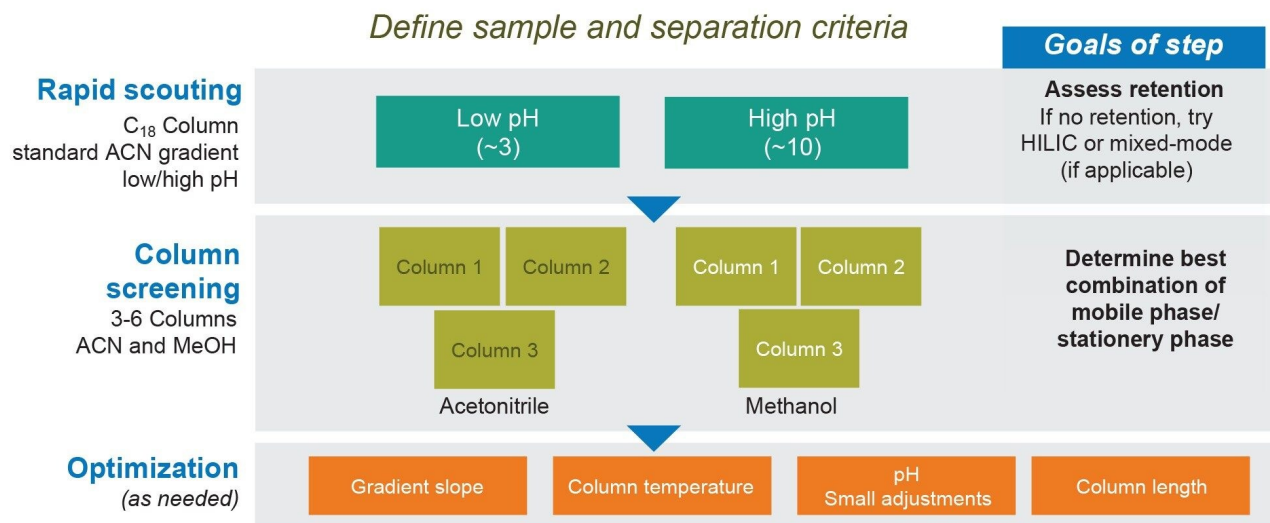 Define sample and separation criteria
Goals of step
Rapid scouting
C18 Column
standard ACN gradient
low/high pH
Low pH
(~3)
High pH
(~10)
Assess retention
If no retention, try
HILIC or mixed-mode
(if applicable)
Column
screening
3-6 Columns
ACN and MeOH
Column 1
Column 2
Column 3
Acetonitrile
Column 1
Column 2
Column 3
Methanol
Determine best
combination of
mobile phase/
stationery phase
Optimization
(as needed)
Gradient slope
Column temperature
pH
Small adjustments
Column length